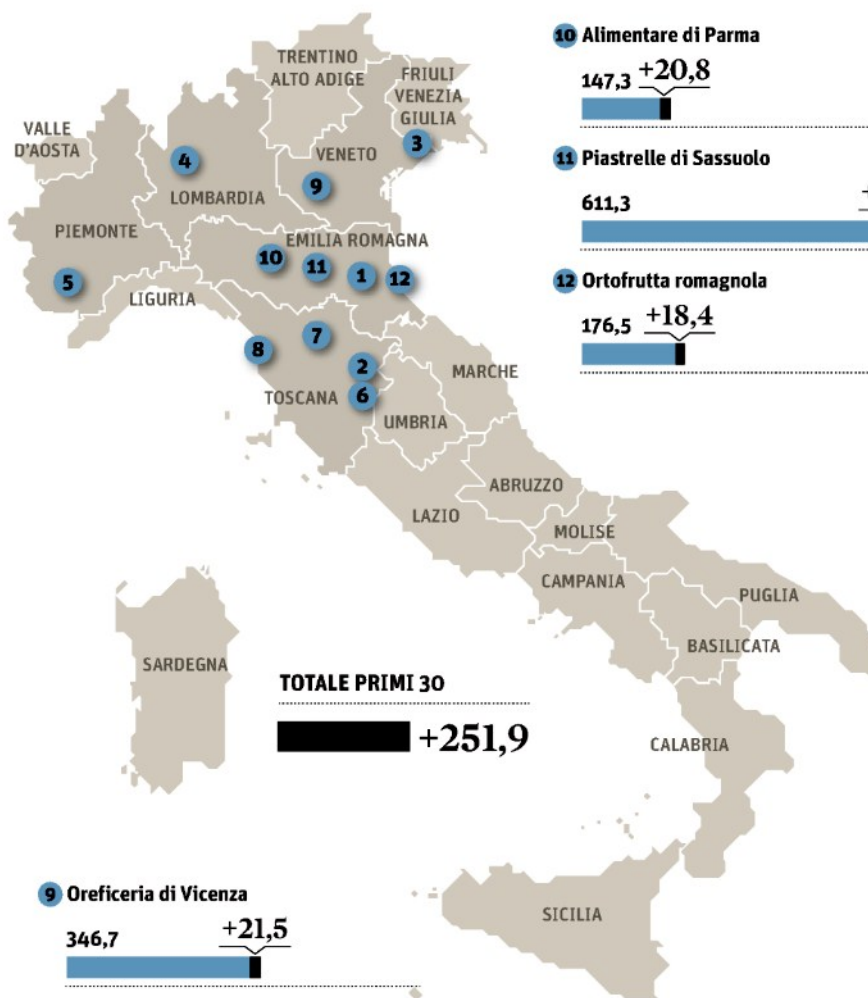 TRENTINO
ALTO ADIGE
FRIULI
VENEZIA
GIULIA
VALLE
D'AOSTA
VENETO
3
4
9
LOMBARDIA
PIEMONTE
EMILIA ROMAGNA
10
11
1
12
5
LIGURIA
7
8
2
MARCHE
6
TOSCANA
UMBRIA
ABRUZZO
LAZIO
MOLISE
CAMPANIA
PUGLIA
BASILICATA
SARDEGNA
CALABRIA
SICILIA
10 Alimentare di Parma
147,3 +20,8
11 Piastrelle di Sassuolo
611,3 +
12 Ortofrutta romagnola
176,5 +18,4
TOTALE PRIMI 30
+251,9
9 Oreficeria di Vicenza
346,7 +21,5